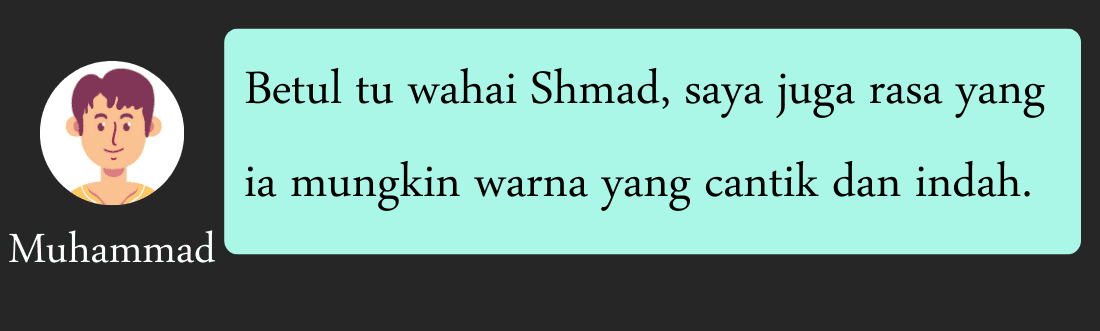 Betul tu wahai Shmad, saya juga rasa yang
ia mungkin warna yang cantik dan indah.
Muhammad